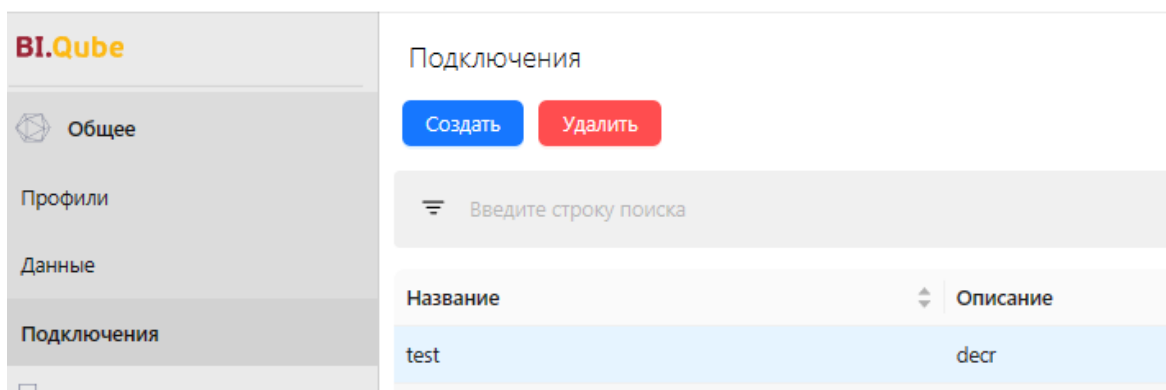 BI.Qube
Общее
Профили
Данные
Подключения
Подключения
Создать Удалить
Введите строку поиска
Название Описание
test decr